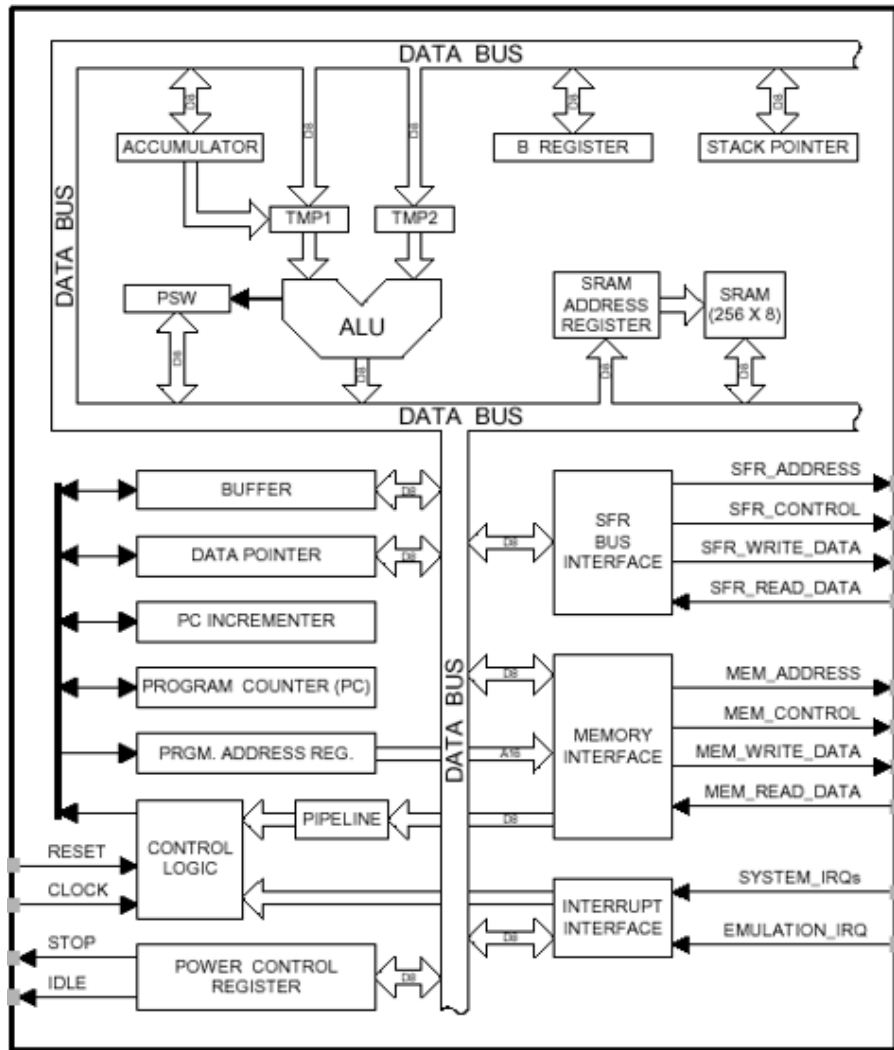 DATA BUS
D8
D8
D8
D8
D8
ACCUMULATOR
B REGISTER
STACK POINTER
DATA BUS
TMP1
TMP2
PSW
ALU
SRAM
ADDRESS
REGISTER
SRAM
(256 X 8)
D8
D8
D8
D8
DATA BUS
BUFFER
D8
SFR_ADDRESS
SFR_CONTROL
SFR
BUS
INTERFACE
D8
DATA POINTER
D8
SFR_WRITE_DATA
SFR_READ_DATA
PC INCREMENTER
DATA BUS
D8
PROGRAM COUNTER (PC)
MEM_ADDRESS
MEMORY
INTERFACE
MEM_CONTROL
PRGM. ADDRESS REG.
A16
MEM_WRITE_DATA
MEM_READ_DATA
PIPELINE
D8
RESET
CONTROL
LOGIC
CLOCK
SYSTEM_IRQs
INTERRUPT
INTERFACE
D8
EMULATION_IRQ
STOP
POWER CONTROL
REGISTER
D8
IDLE